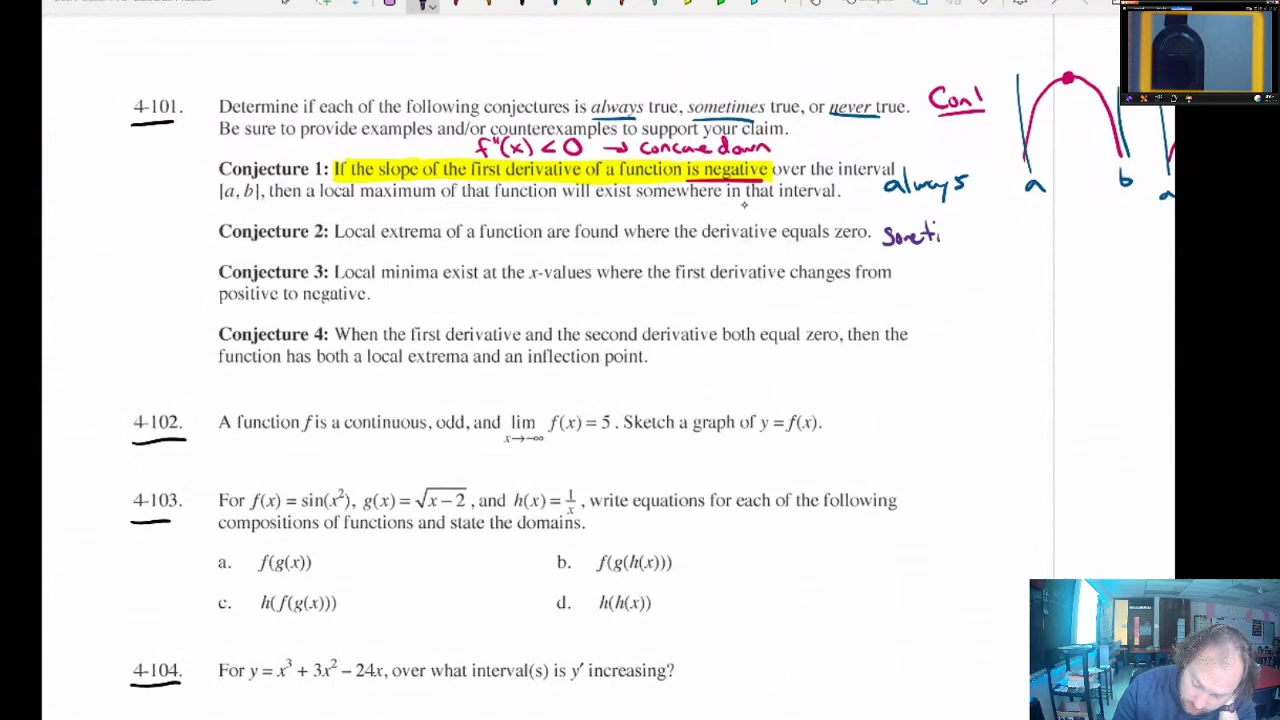 4-101. Determine if each of the following conjectures is always true, sometimes true, or never true. Con1
Be sure to provide examples and/or counterexamples to support your claim.
f"(x) < 0 → concave down
Conjecture 1: If the slope of the first derivative of a function is negative over the interval
[a, b], then a local maximum of that function will exist somewhere in that interval. always
a b a
Conjecture 2: Local extrema of a function are found where the derivative equals zero. someti
Conjecture 3: Local minima exist at the x-values where the first derivative changes from
positive to negative.
Conjecture 4: When the first derivative and the second derivative both equal zero, then the
function has both a local extrema and an inflection point.
4-102. A function f is a continuous, odd, and lim x→−∞ f(x) = 5. Sketch a graph of y = f(x).
4-103. For f(x) = sin(x²), g(x) = √x − 2, and h(x) = 1/x, write equations for each of the following
compositions of functions and state the domains.
a. f(g(x)) b. f(g(h(x)))
c. h(f(g(x))) d. h(h(x))
4-104. For y = x³ + 3x² − 24x, over what interval(s) is y′ increasing?